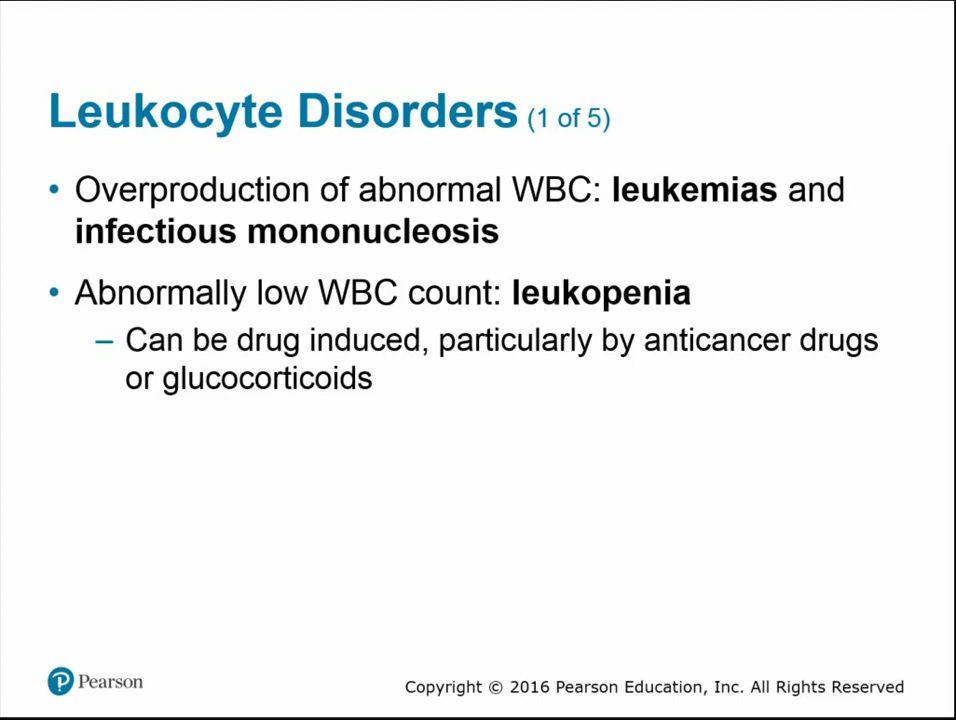 Leukocyte Disorders (1 of 5)
• Overproduction of abnormal WBC: leukemias and
infectious mononucleosis
• Abnormally low WBC count: leukopenia
– Can be drug induced, particularly by anticancer drugs
or glucocorticoids
P Pearson
Copyright © 2016 Pearson Education, Inc. All Rights Reserved